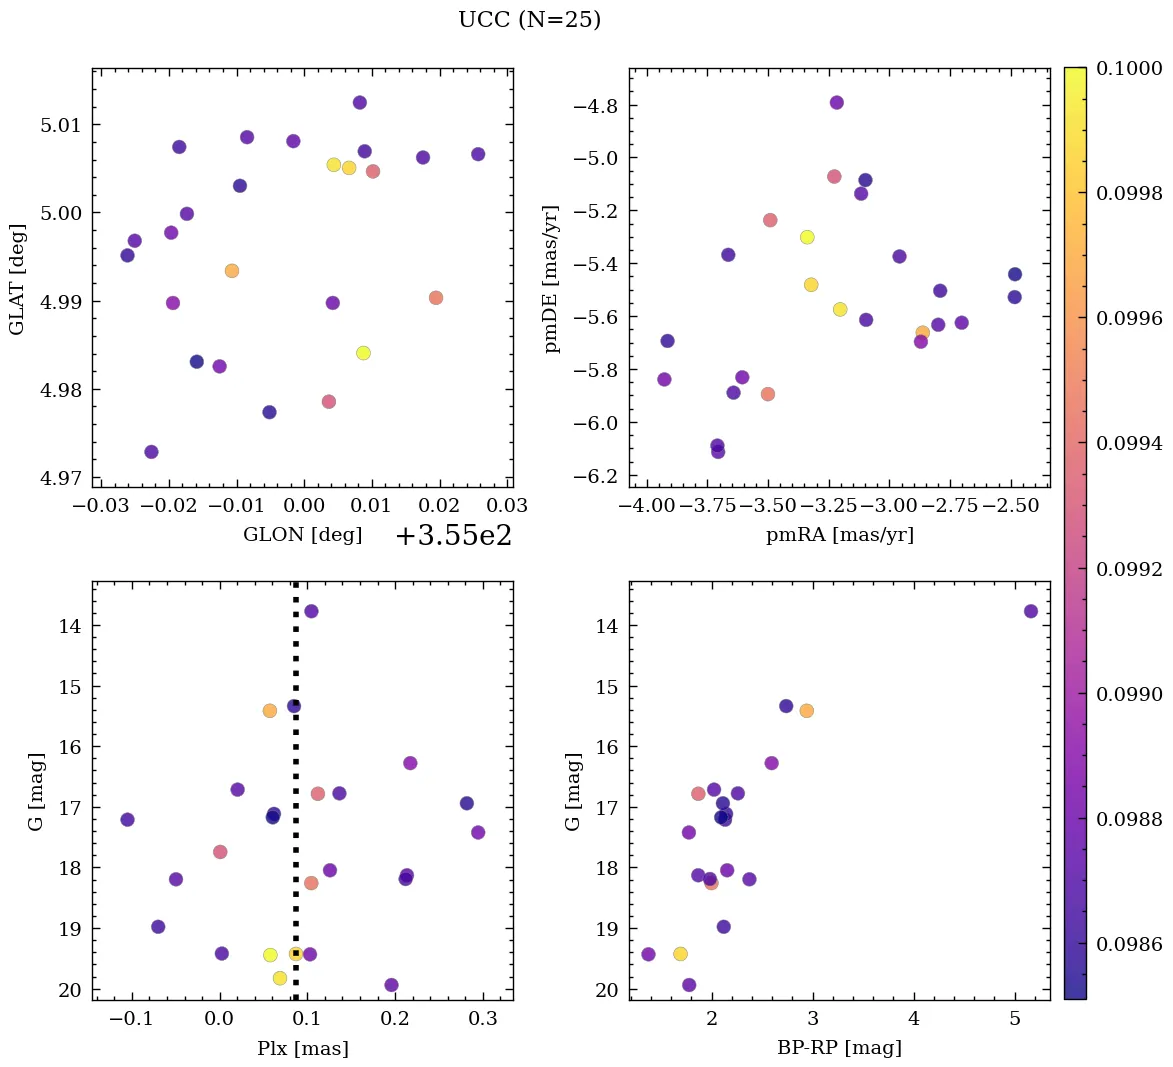 UCC (N=25)
5.01
5.00
4.99
4.98
4.97
GLAT [deg]
−0.03 −0.02 −0.01 0.00 0.01 0.02 0.03
GLON [deg]
+3.55e2
−4.8
−5.0
−5.2
−5.4
−5.6
−5.8
−6.0
−6.2
pmDE [mas/yr]
−4.00 −3.75 −3.50 −3.25 −3.00 −2.75 −2.50
pmRA [mas/yr]
14
15
16
17
18
19
20
G [mag]
−0.1 0.0 0.1 0.2 0.3
Plx [mas]
14
15
16
17
18
19
20
G [mag]
2 3 4 5
BP-RP [mag]
0.1000
0.0998
0.0996
0.0994
0.0992
0.0990
0.0988
0.0986